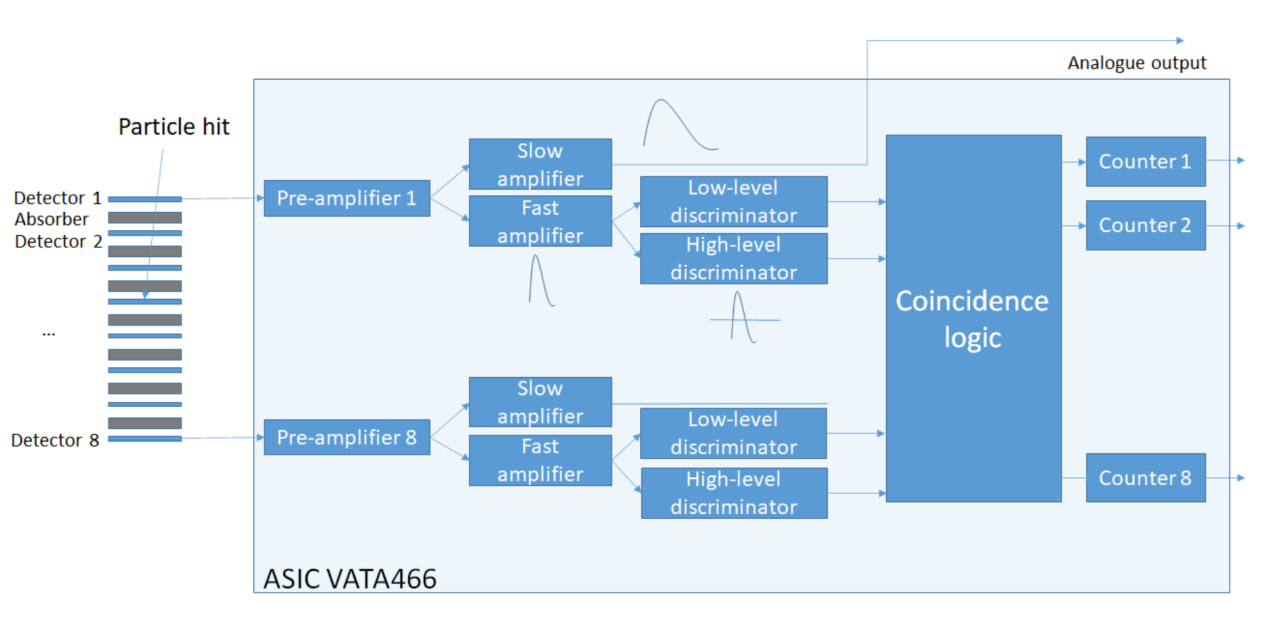 Analogue output
Particle hit
Detector 1
Absorber
Detector 2
...
Detector 8
Pre-amplifier 1
Slow
amplifier
Fast
amplifier
Low-level
discriminator
High-level
discriminator
Pre-amplifier 8
Slow
amplifier
Fast
amplifier
Low-level
discriminator
High-level
discriminator
Coincidence
logic
Counter 1
Counter 2
Counter 8
ASIC VATA466